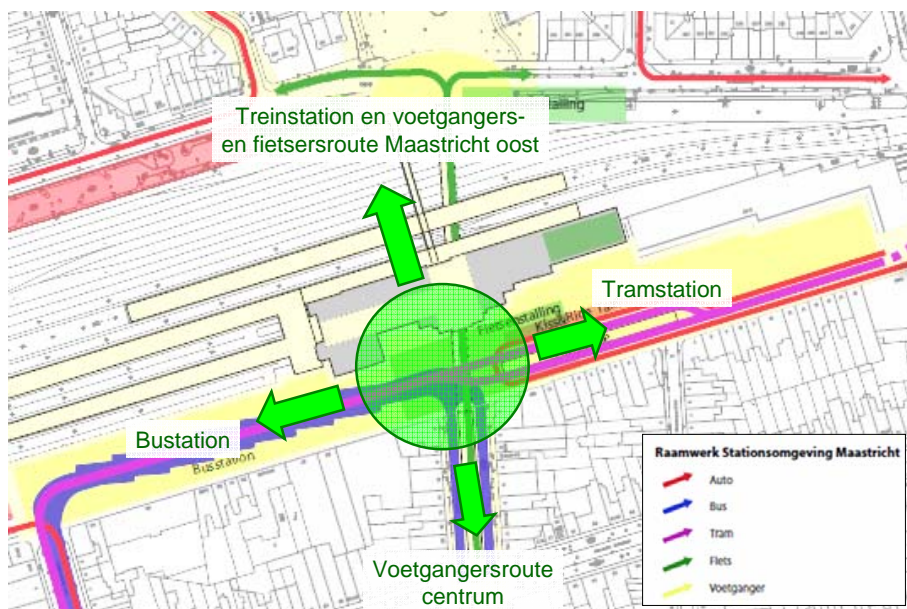 Treinstation en voetgangers-
en fietsersroute Maastricht oost
Tramstation
Fietsenstalling
Bustation
Busstation
Voetgangersroute
centrum
Raamwerk Stationsomgeving Maastricht
Auto
Bus
Tram
Fiets
Voetganger